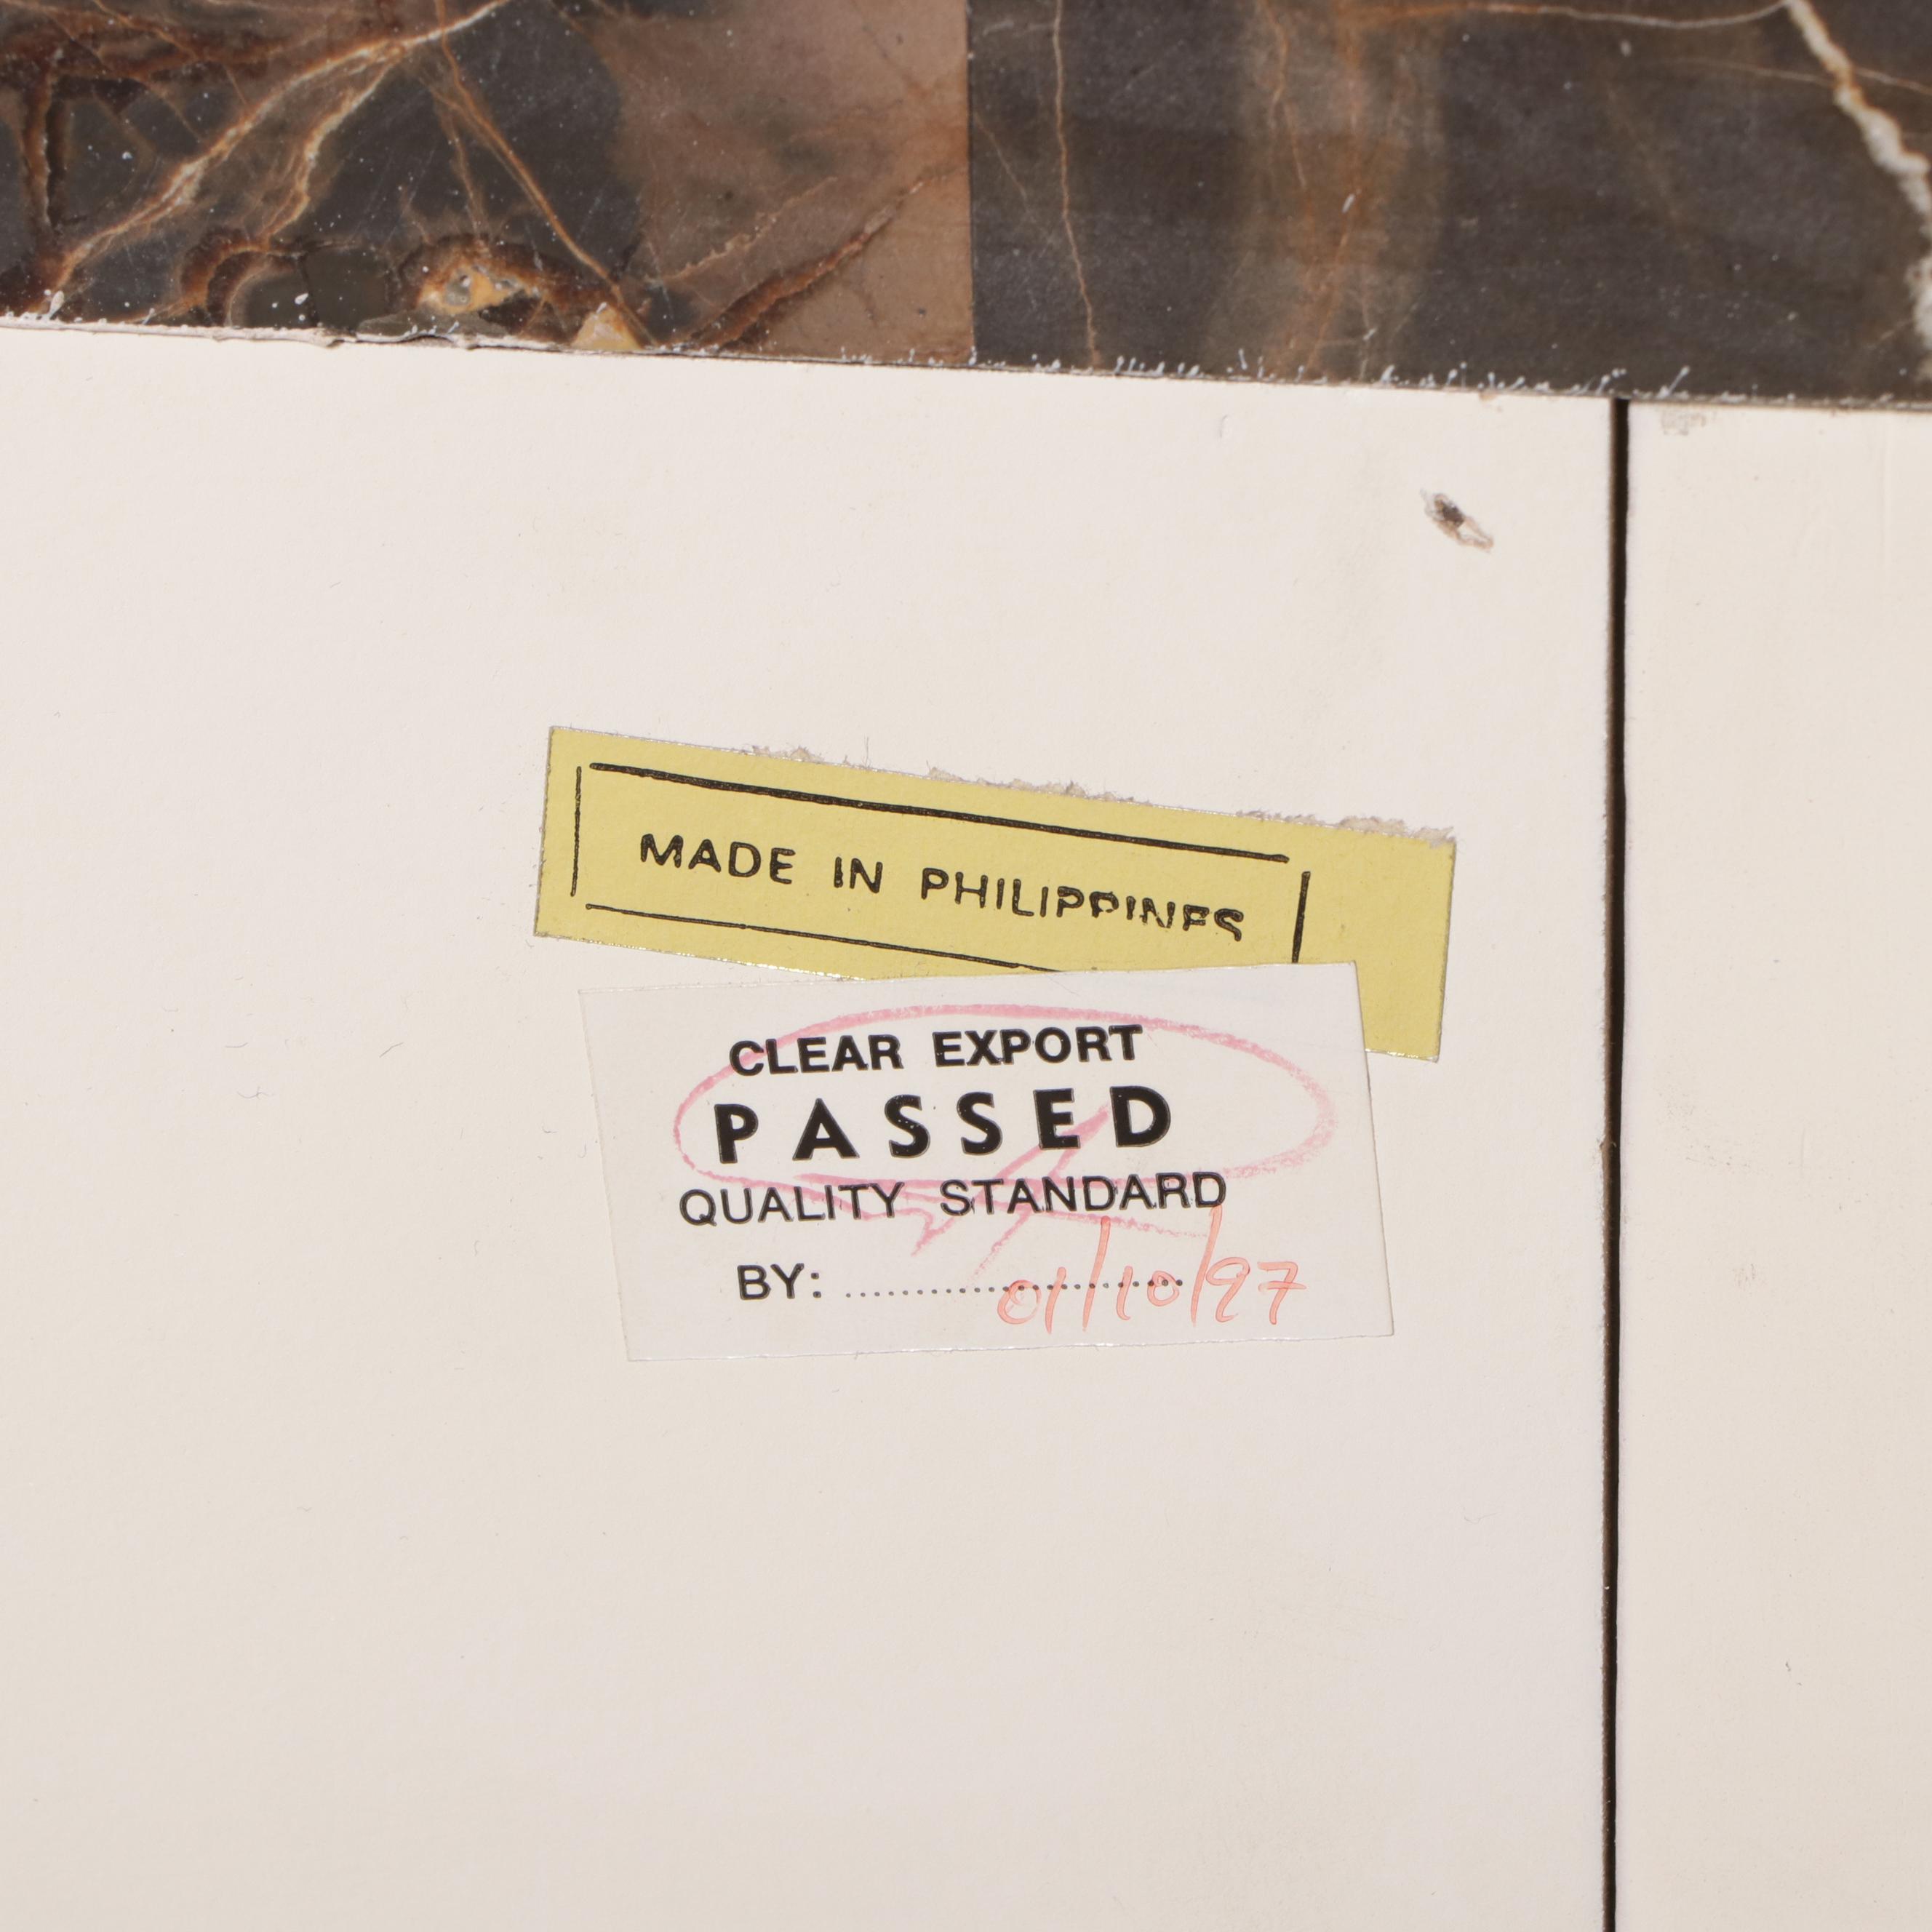 MADE IN PHILIPPINES
CLEAR EXPORT
PASSED
QUALITY STANDARD
BY: .............................. 01/10/97